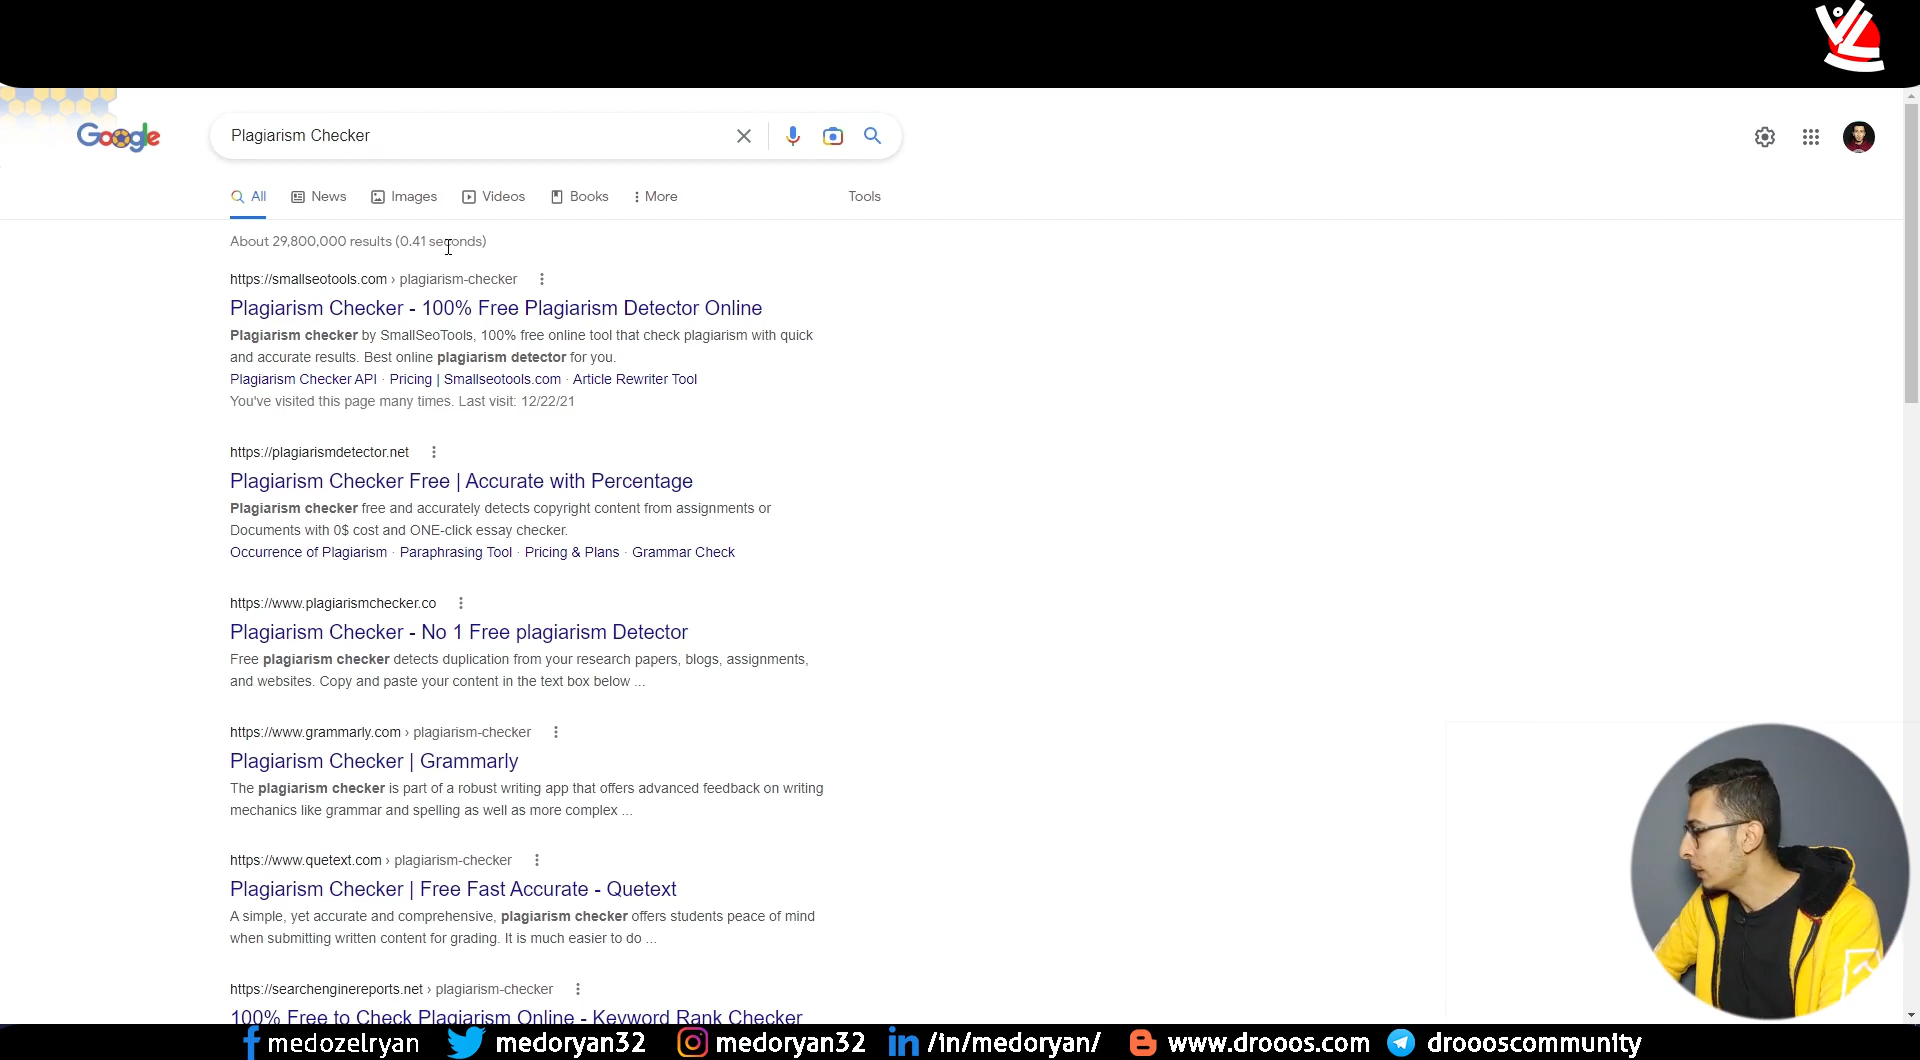 Google
Plagiarism Checker
All
News
Images
Videos
Books
More
Tools
About 29,800,000 results (0.41 seconds)
https://smallseotools.com › plagiarism-checker
Plagiarism Checker - 100% Free Plagiarism Detector Online
Plagiarism checker by SmallSeoTools, 100% free online tool that check plagiarism with quick
and accurate results. Best online plagiarism detector for you.
Plagiarism Checker API · Pricing | Smallseotools.com · Article Rewriter Tool
You've visited this page many times. Last visit: 12/22/21
https://plagiarismdetector.net
Plagiarism Checker Free | Accurate with Percentage
Plagiarism checker free and accurately detects copyright content from assignments or
Documents with 0$ cost and ONE-click essay checker.
Occurrence of Plagiarism · Paraphrasing Tool · Pricing & Plans · Grammar Check
https://www.plagiarismchecker.co
Plagiarism Checker - No 1 Free plagiarism Detector
Free plagiarism checker detects duplication from your research papers, blogs, assignments,
and websites. Copy and paste your content in the text box below ...
https://www.grammarly.com › plagiarism-checker
Plagiarism Checker | Grammarly
The plagiarism checker is part of a robust writing app that offers advanced feedback on writing
mechanics like grammar and spelling as well as more complex ...
https://www.quetext.com › plagiarism-checker
Plagiarism Checker | Free Fast Accurate - Quetext
A simple, yet accurate and comprehensive, plagiarism checker offers students peace of mind
when submitting written content for grading. It is much easier to do ...
https://searchenginereports.net › plagiarism-checker
100% Free to Check Plagiarism Online - Keyword Rank Checker
medozelryan
medoryan32
medoryan32
/in/medoryan/
www.drooos.com
droooscommunity